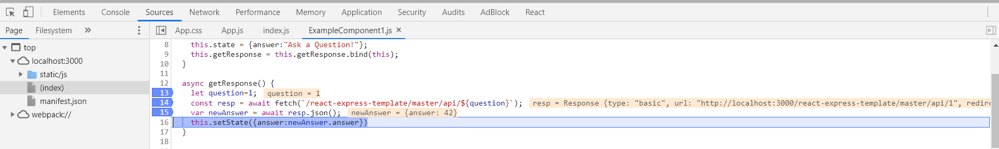 Elements Console Sources Network Performance Memory Application Security Audits AdBlock React
Page Filesystem »
App.css App.js index.js ExampleComponent1.js ×
top
localhost:3000
static/js
(index)
manifest.json
webpack://
8 this.state = {answer:"Ask a Question!"};
9 this.getResponse = this.getResponse.bind(this);
10 }
11
12 async getResponse() {
13 let question=1; question = 1
14 const resp = await fetch(`/react-express-template/master/api/${question}`); resp = Response {type: "basic", url: "http://localhost:3000/react-express-template/master/api/1", redire
15 var newAnswer = await resp.json(); newAnswer = {answer: 42}
16 this.setState({answer:newAnswer.answer})
17 }
18